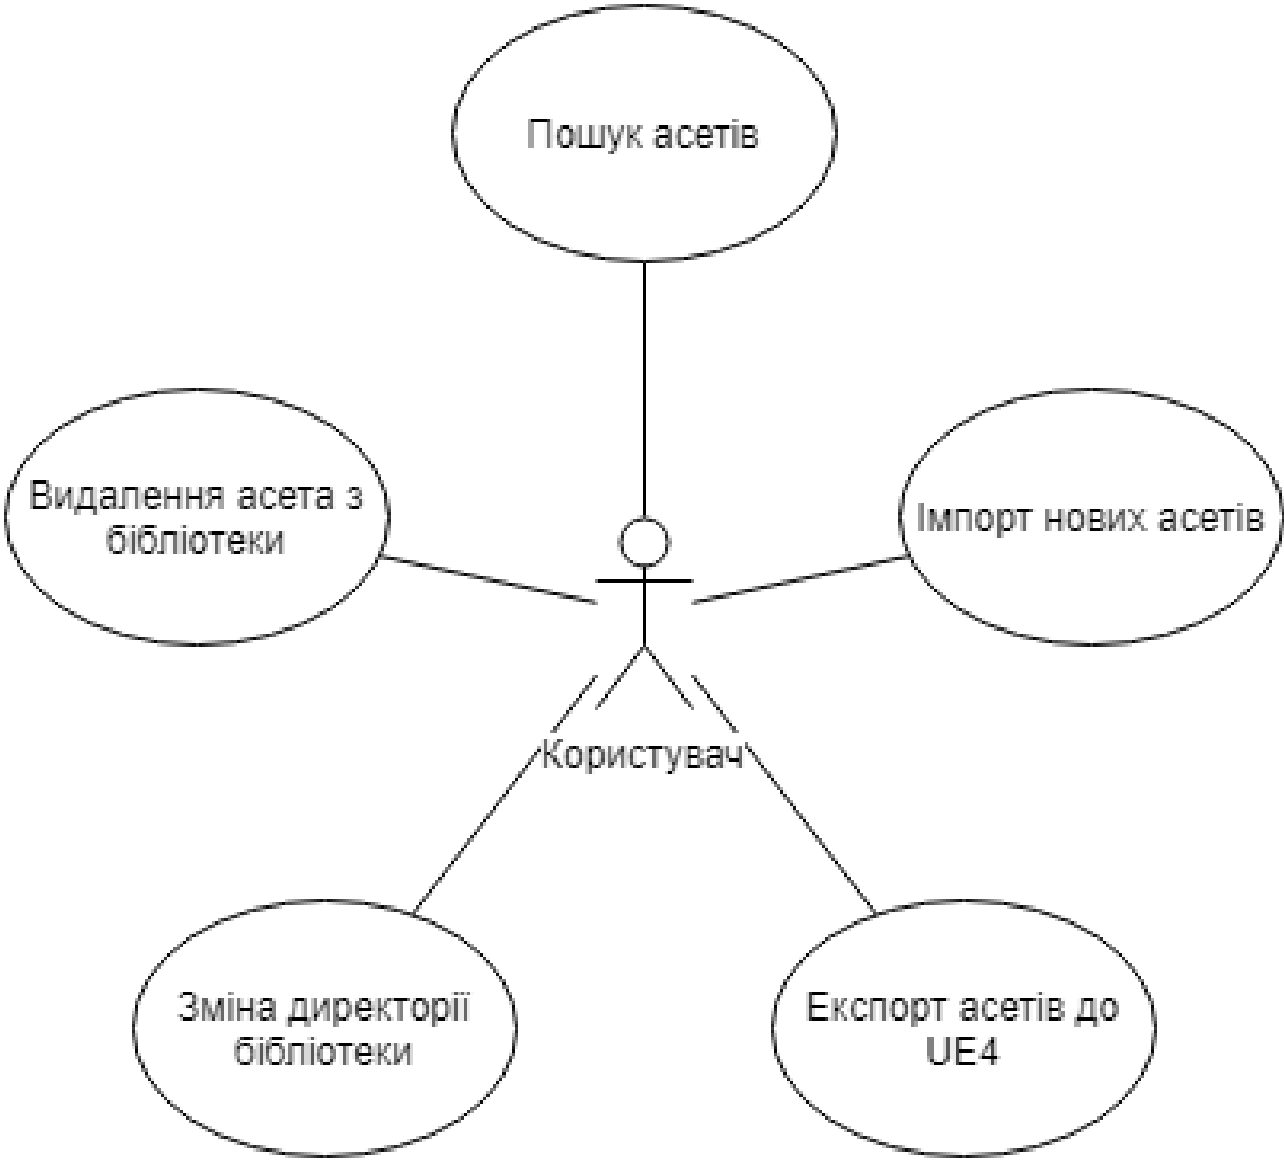 Пошук асетів
Видалення асета з
бібліотеки
Імпорт нових асетів
Користувач
Зміна директорії
бібліотеки
Експорт асетів до
UE4